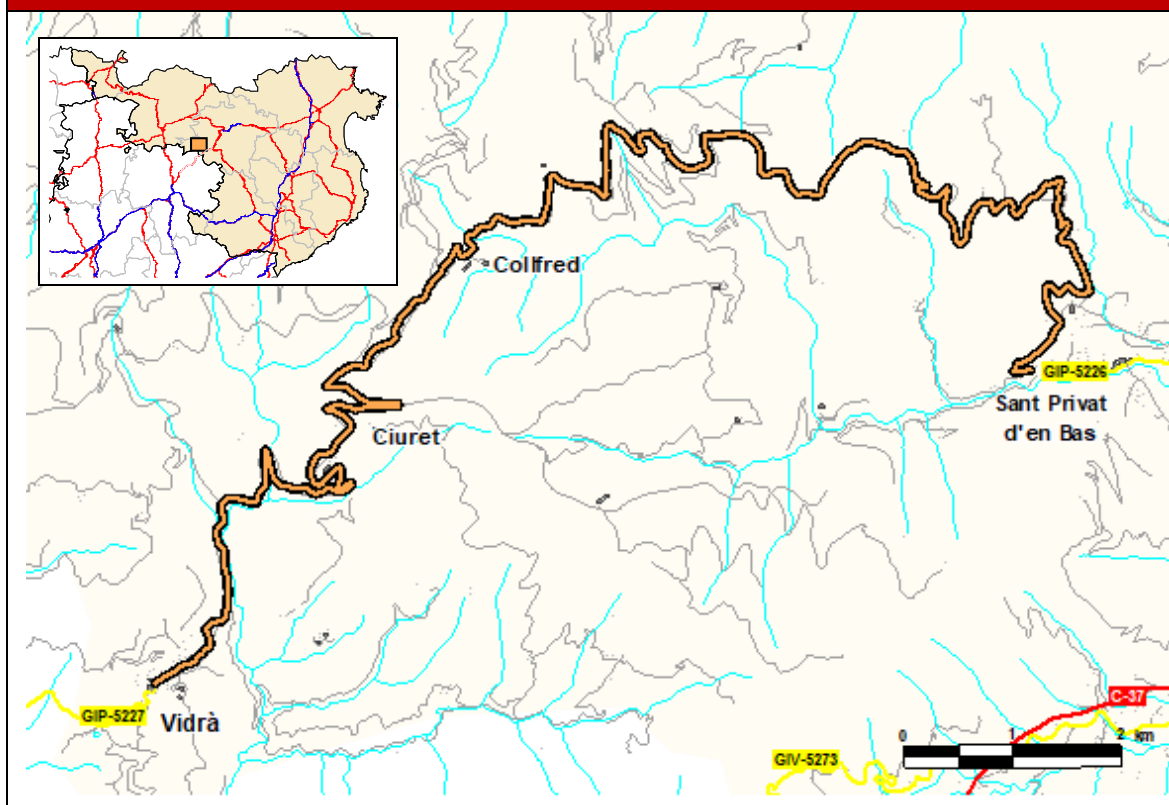 Collfred
GIP-5226
Sant Privat
d'en Bas
Ciuret
C-37
GIP-5227
Vidrà
0 1 2 km
GIV-5273